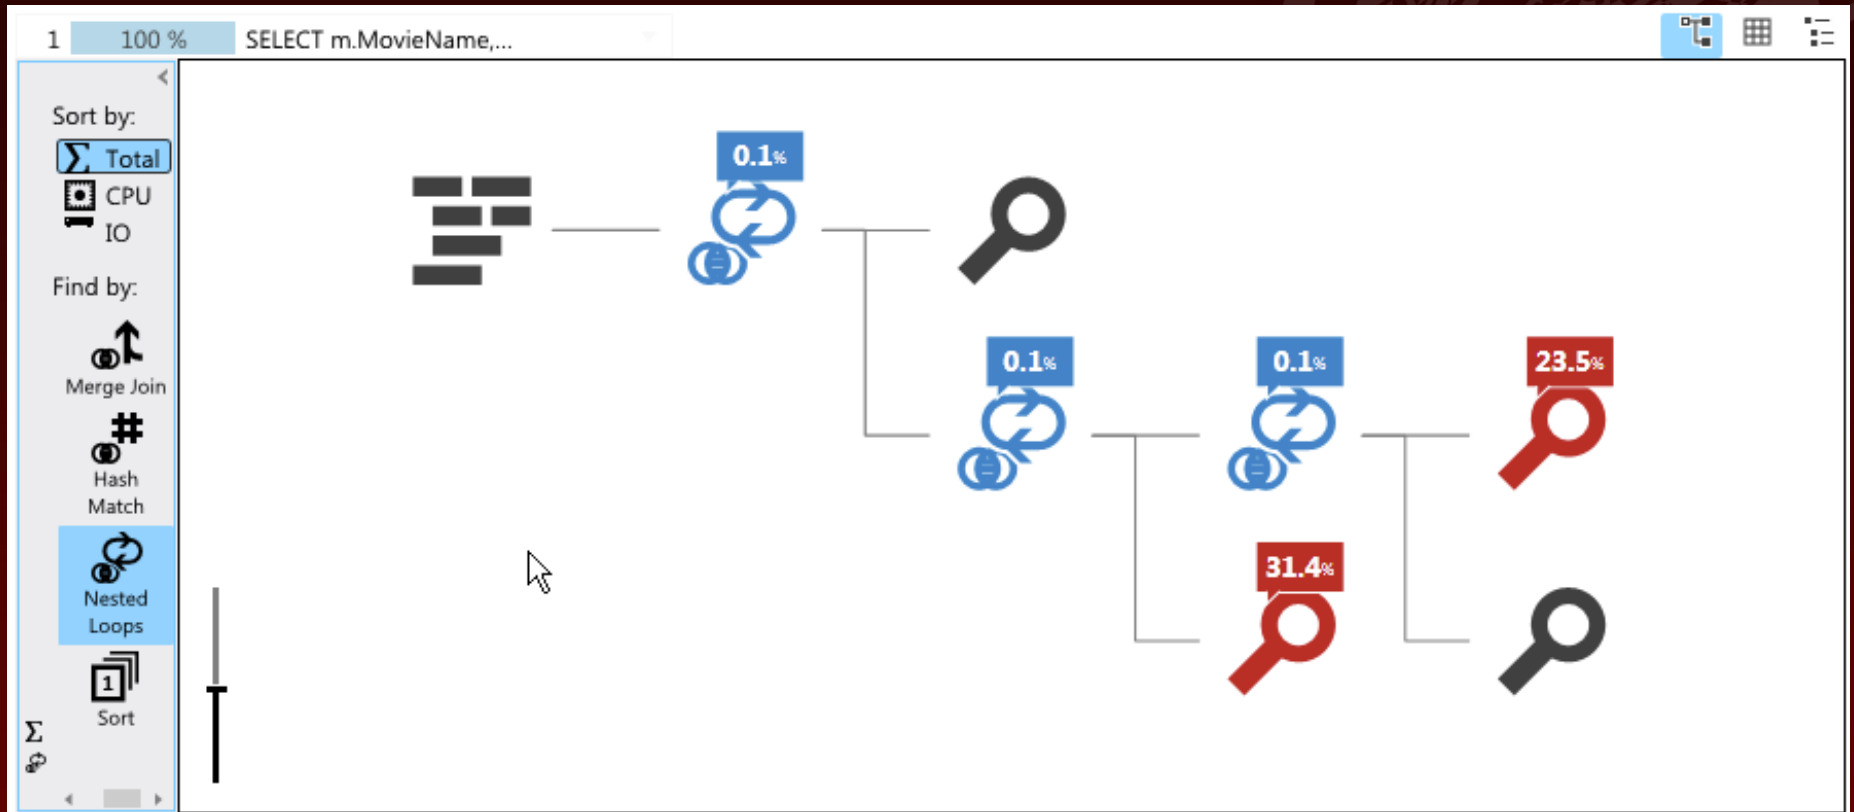 1 100 % SELECT m.MovieName,...
Sort by:
Σ Total
CPU
IO
Find by:
Merge Join
Hash
Match
Nested
Loops
1
Sort
Σ
0.1%
0.1%
0.1%
23.5%
31.4%